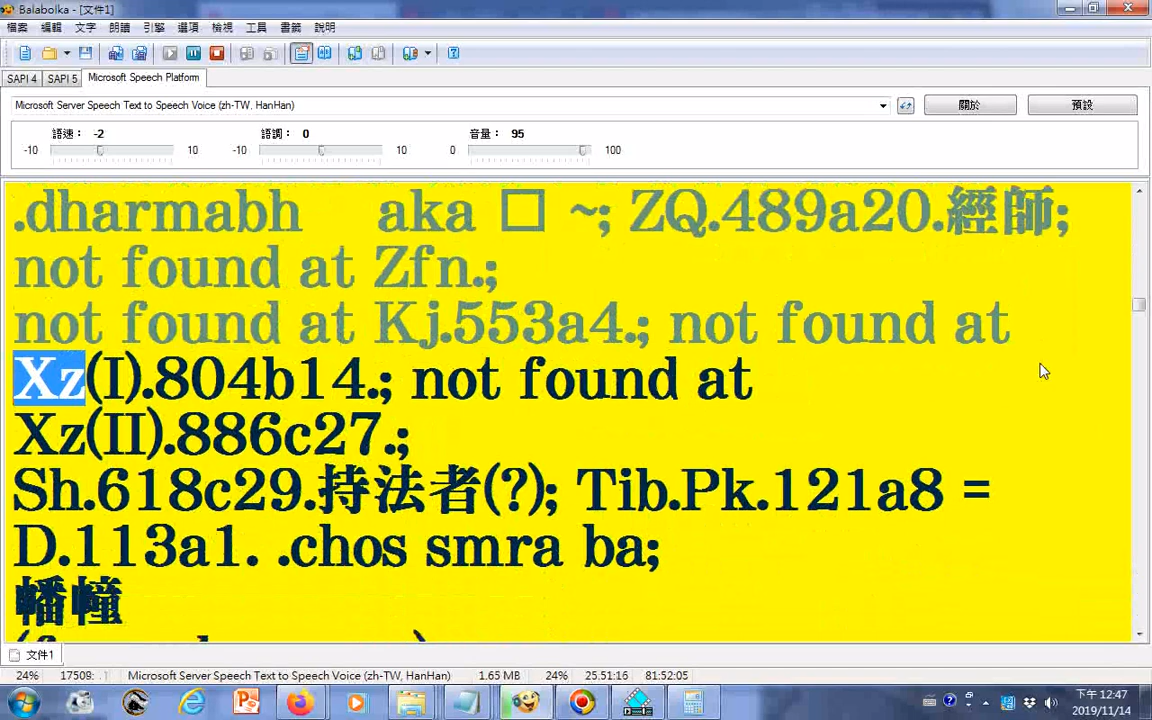 Balabolka - [文件1]
檔案 編輯 文字 朗讀 引擎 選項 檢視 工具 書籤 說明
SAPI 4 SAPI 5 Microsoft Speech Platform
Microsoft Server Speech Text to Speech Voice (zh-TW, HanHan) 關於 預設
語速： -2 語調： 0 音量： 95
-10 10 -10 10 0 100
.dharmabh aka □ ~; ZQ.489a20.經師;
not found at Zfn.;
not found at Kj.553a4.; not found at
Xz(I).804b14.; not found at
Xz(II).886c27.;
Sh.618c29.持法者(?); Tib.Pk.121a8 =
D.113a1. .chos smra ba;
幡幢
文件1
24% 17509: Microsoft Server Speech Text to Speech Voice (zh-TW, HanHan) 1.65 MB 24% 25:51:16 81:52:05
下午 12:47
2019/11/14